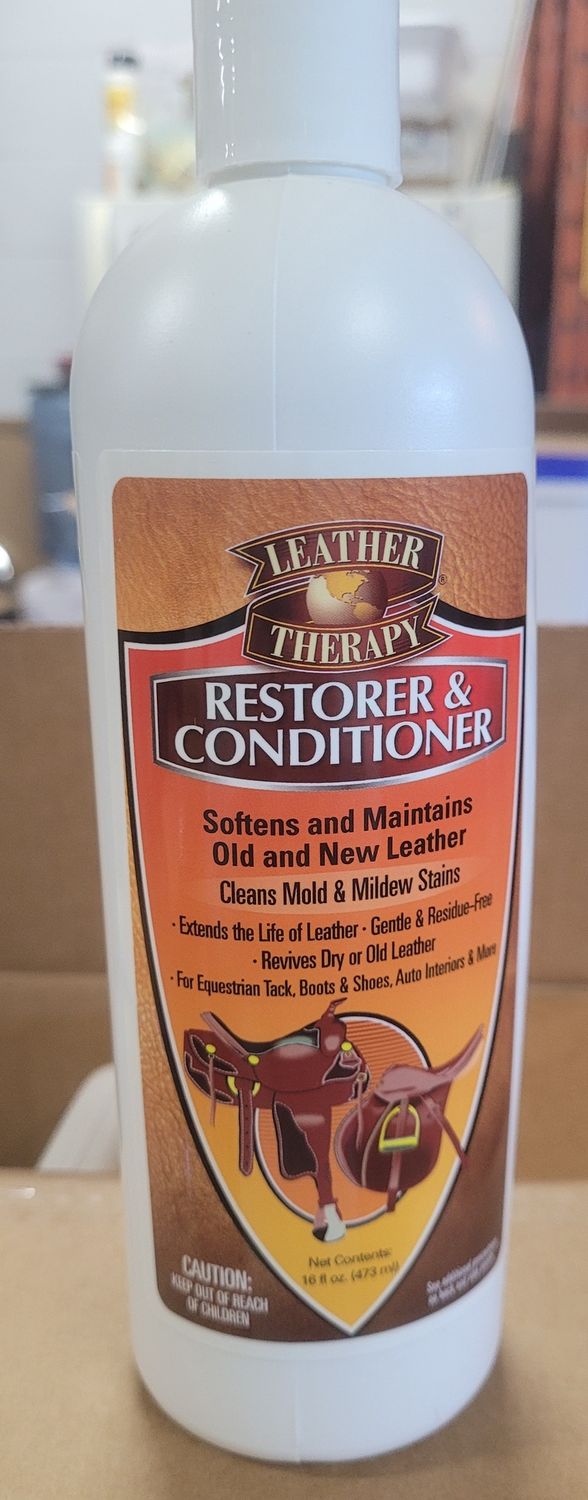 LEATHER
THERAPY®
RESTORER &
CONDITIONER
Softens and Maintains
Old and New Leather
Cleans Mold & Mildew Stains
· Extends the Life of Leather · Gentle & Residue-Free
· Revives Dry or Old Leather
· For Equestrian Tack, Boots & Shoes, Auto Interiors & More
Net Contents:
16 fl oz. (473 ml)
CAUTION:
KEEP OUT OF REACH
OF CHILDREN
See additional